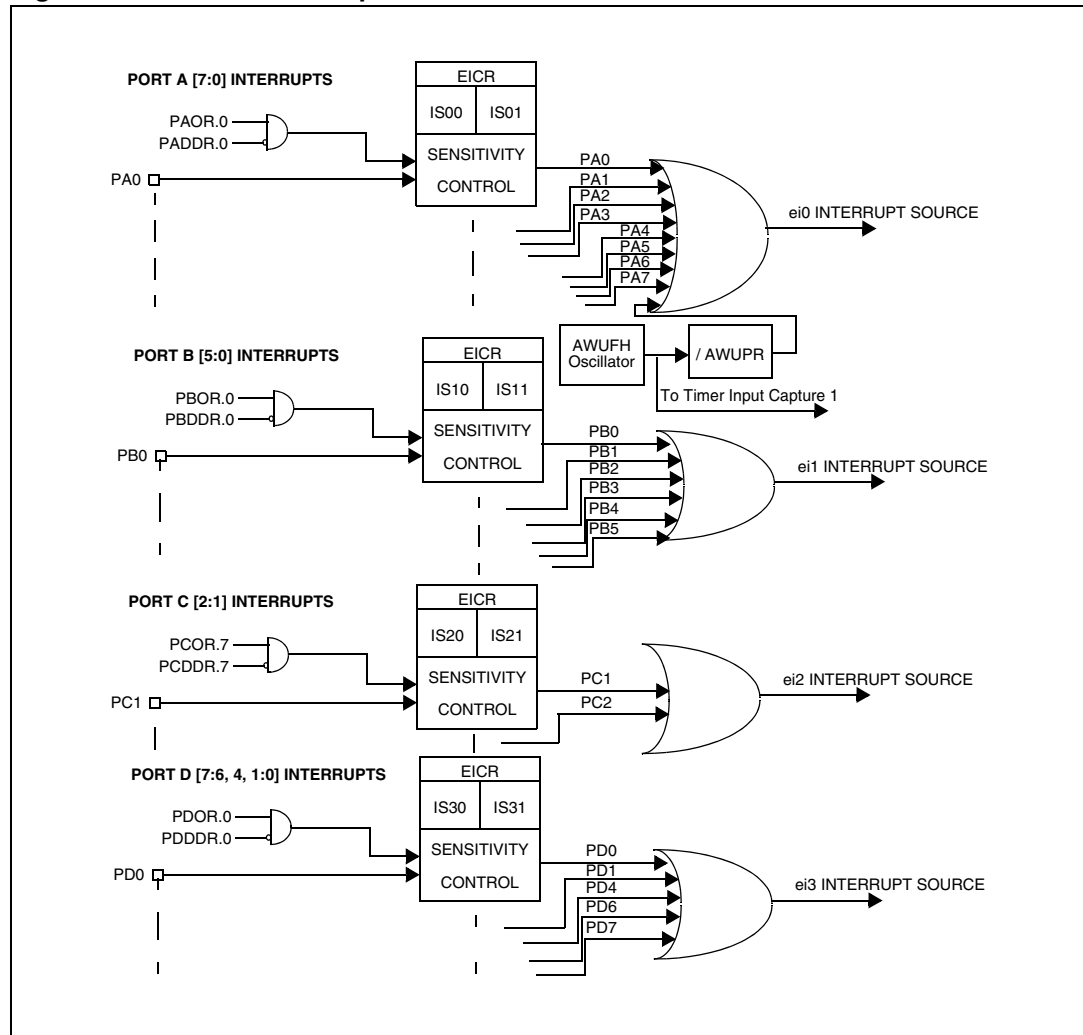 PORT A [7:0] INTERRUPTS
EICR
IS00 IS01
PAOR.0
PADDR.0
SENSITIVITY
CONTROL
PA0
PA0
PA1
PA2
PA3
PA4
PA5
PA6
PA7
ei0 INTERRUPT SOURCE
AWUFH
Oscillator
/ AWUPR
To Timer Input Capture 1
PORT B [5:0] INTERRUPTS
EICR
IS10 IS11
PBOR.0
PBDDR.0
SENSITIVITY
CONTROL
PB0
PB0
PB1
PB2
PB3
PB4
PB5
ei1 INTERRUPT SOURCE
PORT C [2:1] INTERRUPTS
EICR
IS20 IS21
PCOR.7
PCDDR.7
SENSITIVITY
CONTROL
PC1
PC1
PC2
ei2 INTERRUPT SOURCE
PORT D [7:6, 4, 1:0] INTERRUPTS
EICR
IS30 IS31
PDOR.0
PDDDR.0
SENSITIVITY
CONTROL
PD0
PD0
PD1
PD4
PD6
PD7
ei3 INTERRUPT SOURCE